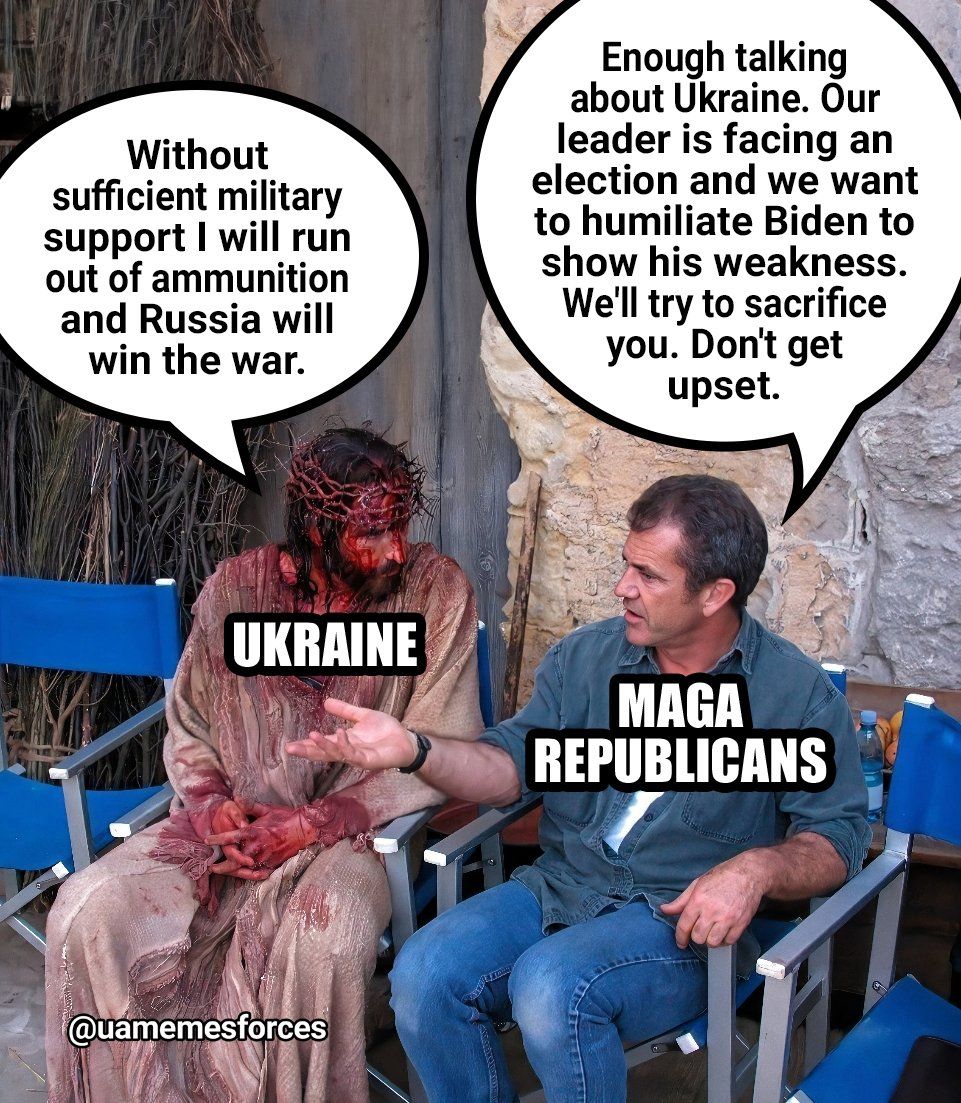 Without
sufficient military
support I will run
out of ammunition
and Russia will
win the war.
Enough talking
about Ukraine. Our
leader is facing an
election and we want
to humiliate Biden to
show his weakness.
We'll try to sacrifice
you. Don't get
upset.
UKRAINE
MAGA
REPUBLICANS
@uamemesforces